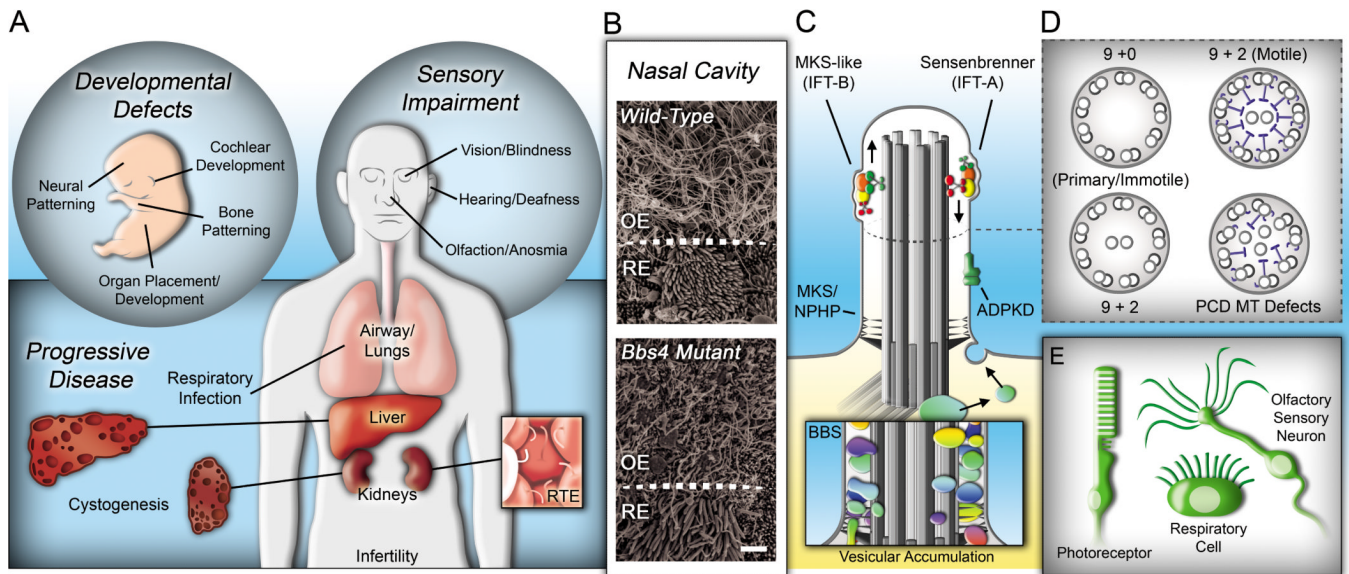 A
Developmental
Defects
Cochlear
Development
Neural
Patterning
Bone
Patterning
Organ Placement/
Development
Sensory
Impairment
Vision/Blindness
Hearing/Deafness
Olfaction/Anosmia
Progressive
Disease
Airway/
Lungs
Respiratory
Infection
Liver
Cystogenesis
Kidneys
RTE
Infertility
B
Nasal Cavity
Wild-Type
OE
RE
Bbs4 Mutant
OE
RE
C
MKS-like
(IFT-B)
Sensenbrenner
(IFT-A)
MKS/
NPHP
ADPKD
BBS
Vesicular Accumulation
D
9 +0
9 + 2 (Motile)
(Primary/Immotile)
9 + 2
PCD MT Defects
E
Olfactory
Sensory
Neuron
Respiratory
Cell
Photoreceptor